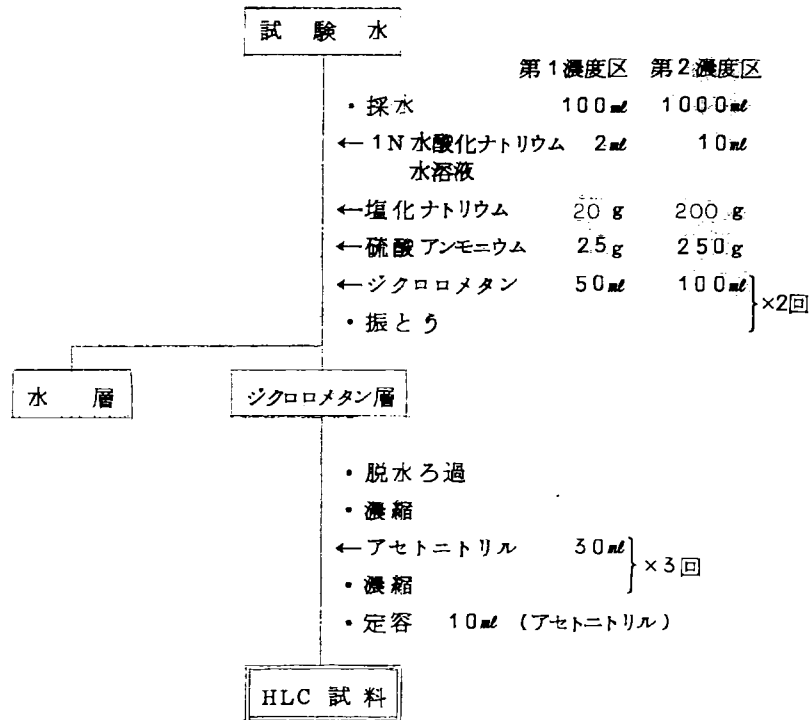 試験水
第1濃度区 第2濃度区
・採水 100ml 1000ml
←1N水酸化ナトリウム 2ml 10ml
水溶液
←塩化ナトリウム 20g 200g
←硫酸アンモニウム 25g 250g
←ジクロロメタン 50ml 100ml
×2回
・振とう
水層 ジクロロメタン層
・脱水ろ過
・濃縮
←アセトニトリル 30ml
×3回
・濃縮
・定容 10ml (アセトニトリル)
HLC試料